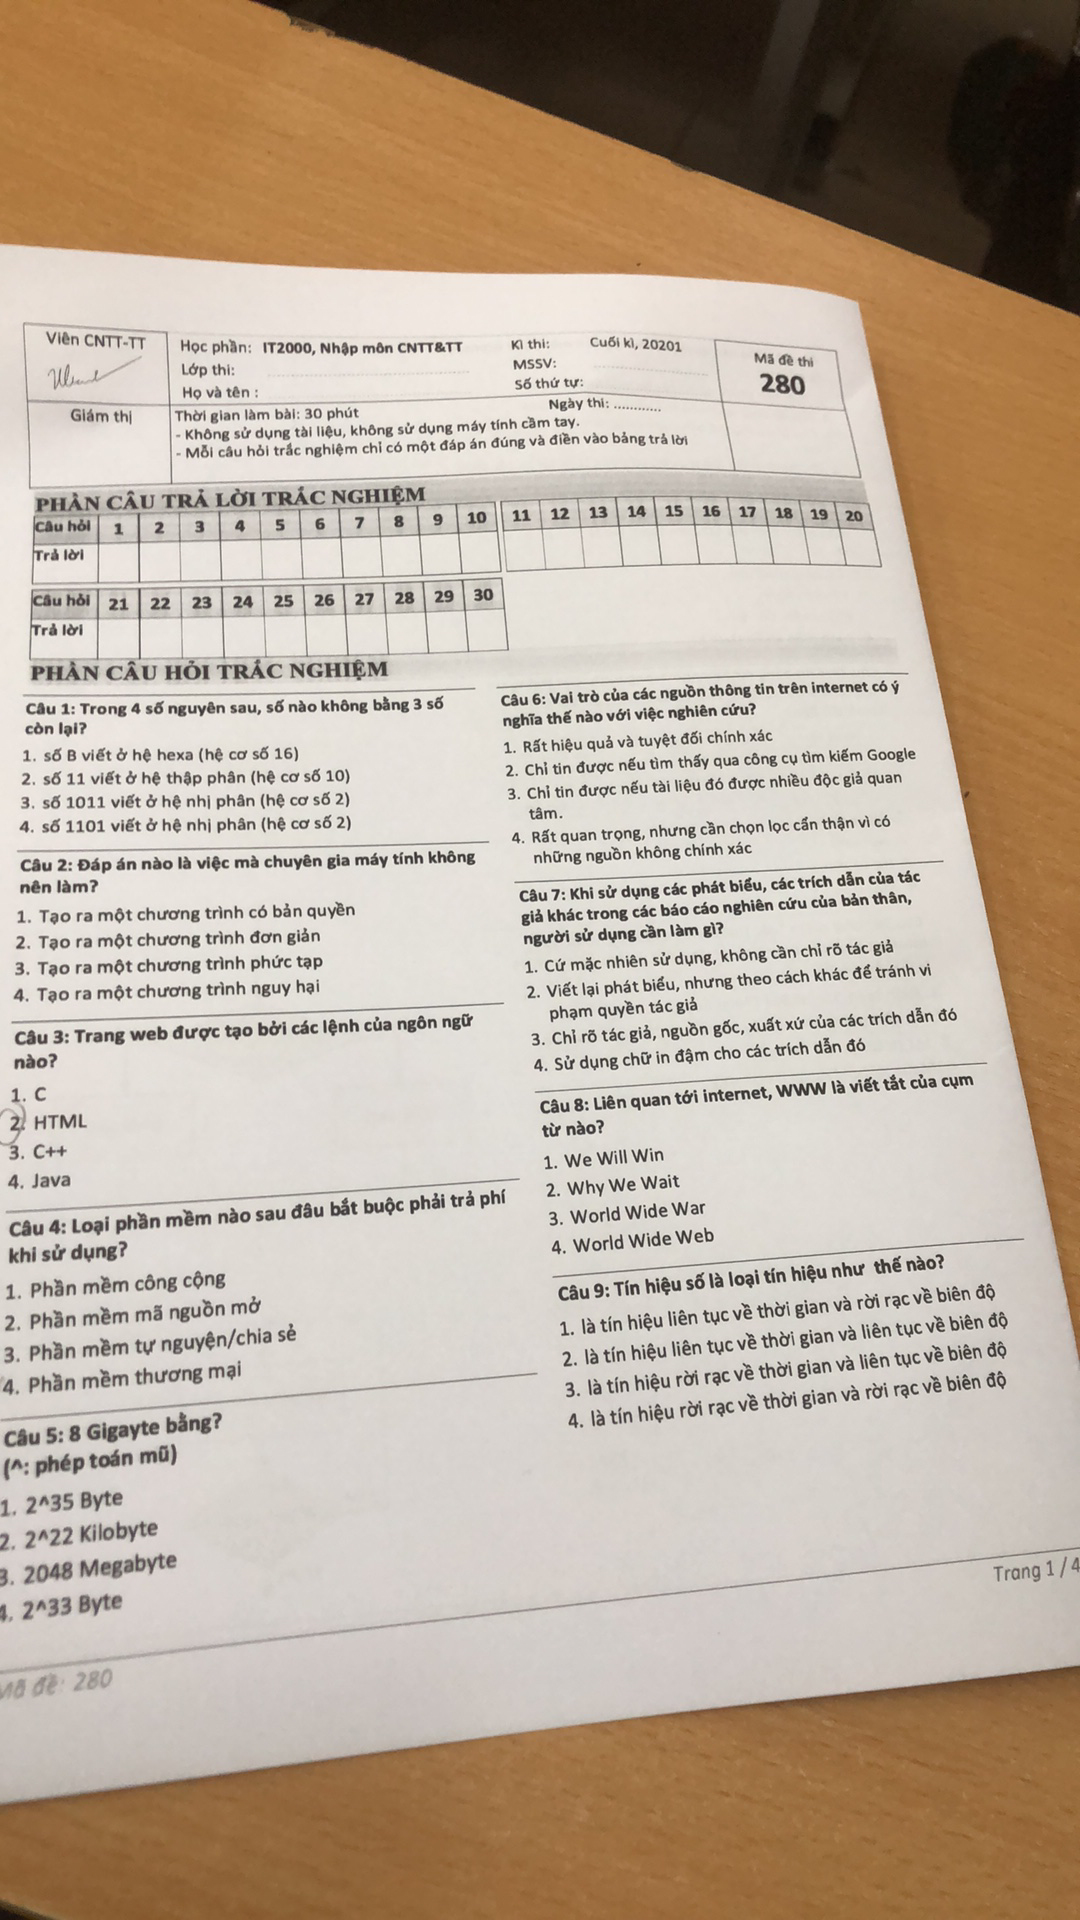 Viên CNTT-TT
Học phần: IT2000, Nhập môn CNTT&TT
Kì thi: Cuối kì, 20201
Lớp thi:
MSSV:
Họ và tên :
Số thứ tự:
Mã đề thi
280
Giám thị
Thời gian làm bài: 30 phút
Ngày thi: ............
- Không sử dụng tài liệu, không sử dụng máy tính cầm tay.
- Mỗi câu hỏi trắc nghiệm chỉ có một đáp án đúng và điền vào bảng trả lời
PHẦN CÂU TRẢ LỜI TRẮC NGHIỆM
Câu hỏi 1 2 3 4 5 6 7 8 9 10 11 12 13 14 15 16 17 18 19 20
Trả lời
Câu hỏi 21 22 23 24 25 26 27 28 29 30
Trả lời
PHẦN CÂU HỎI TRẮC NGHIỆM
Câu 1: Trong 4 số nguyên sau, số nào không bằng 3 số
còn lại?
1. số B viết ở hệ hexa (hệ cơ số 16)
2. số 11 viết ở hệ thập phân (hệ cơ số 10)
3. số 1011 viết ở hệ nhị phân (hệ cơ số 2)
4. số 1101 viết ở hệ nhị phân (hệ cơ số 2)
Câu 2: Đáp án nào là việc mà chuyên gia máy tính không
nên làm?
1. Tạo ra một chương trình có bản quyền
2. Tạo ra một chương trình đơn giản
3. Tạo ra một chương trình phức tạp
4. Tạo ra một chương trình nguy hại
Câu 3: Trang web được tạo bởi các lệnh của ngôn ngữ
nào?
1. C
2. HTML
3. C++
4. Java
Câu 4: Loại phần mềm nào sau đâu bắt buộc phải trả phí
khi sử dụng?
1. Phần mềm công cộng
2. Phần mềm mã nguồn mở
3. Phần mềm tự nguyện/chia sẻ
4. Phần mềm thương mại
Câu 5: 8 Gigayte bằng?
(^: phép toán mũ)
1. 2^35 Byte
2. 2^22 Kilobyte
3. 2048 Megabyte
4. 2^33 Byte
Câu 6: Vai trò của các nguồn thông tin trên internet có ý
nghĩa thế nào với việc nghiên cứu?
1. Rất hiệu quả và tuyệt đối chính xác
2. Chỉ tin được nếu tìm thấy qua công cụ tìm kiếm Google
3. Chỉ tin được nếu tài liệu đó được nhiều độc giả quan
tâm.
4. Rất quan trọng, nhưng cần chọn lọc cẩn thận vì có
những nguồn không chính xác
Câu 7: Khi sử dụng các phát biểu, các trích dẫn của tác
giả khác trong các báo cáo nghiên cứu của bản thân,
người sử dụng cần làm gì?
1. Cứ mặc nhiên sử dụng, không cần chỉ rõ tác giả
2. Viết lại phát biểu, nhưng theo cách khác để tránh vi
phạm quyền tác giả
3. Chỉ rõ tác giả, nguồn gốc, xuất xứ của các trích dẫn đó
4. Sử dụng chữ in đậm cho các trích dẫn đó
Câu 8: Liên quan tới internet, WWW là viết tắt của cụm
từ nào?
1. We Will Win
2. Why We Wait
3. World Wide War
4. World Wide Web
Câu 9: Tín hiệu số là loại tín hiệu như thế nào?
1. là tín hiệu liên tục về thời gian và rời rạc về biên độ
2. là tín hiệu liên tục về thời gian và liên tục về biên độ
3. là tín hiệu rời rạc về thời gian và liên tục về biên độ
4. là tín hiệu rời rạc về thời gian và rời rạc về biên độ
Trang 1 / 4
Mã đề: 280